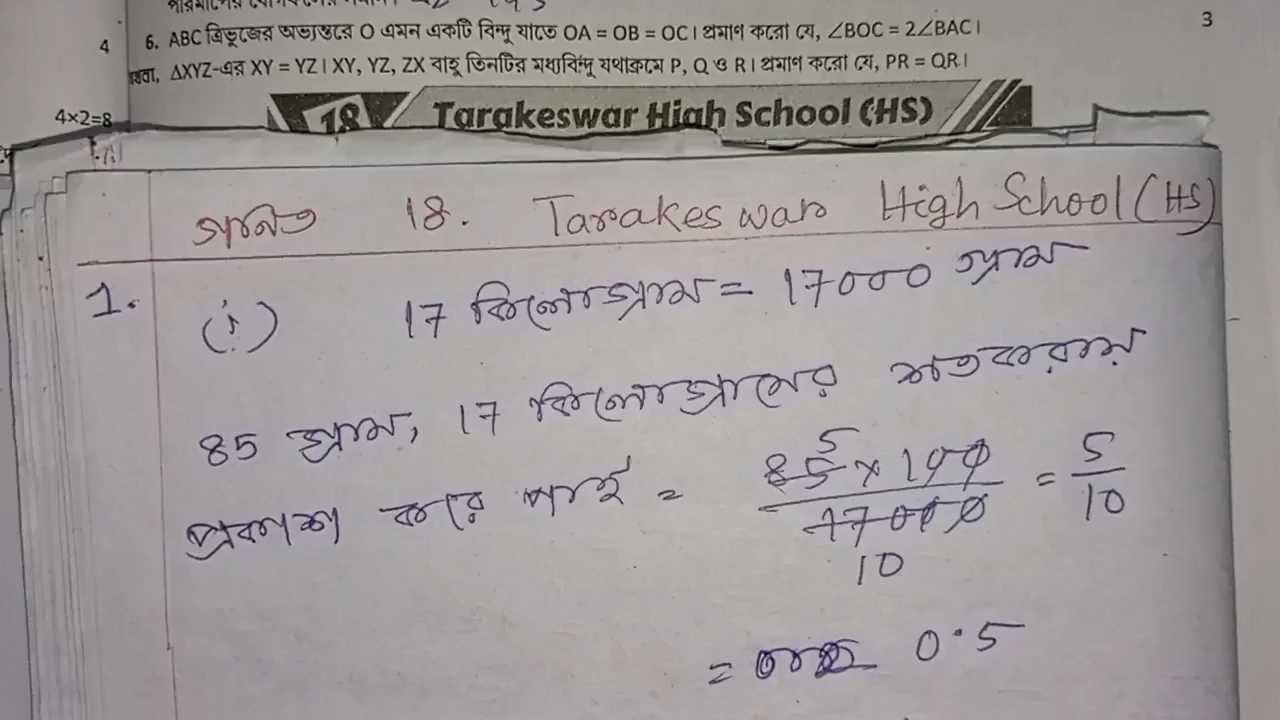 4
6. ABC ত্রিভুজের অভ্যন্তরে O এমন একটি বিন্দু যাতে OA = OB = OC। প্রমাণ করো যে, ∠BOC = 2∠BAC।
3
ΔXYZ-এর XY = YZ। XY, YZ, ZX বাহু তিনটির মধ্যবিন্দু যথাক্রমে P, Q ও R। প্রমাণ করো যে, PR = QR।
4×2=8
18 Tarakeswar High School (HS)
গণিত 18. Tarakeswar High School (HS)
1. (i) 17 কিলোগ্রাম = 17000 গ্রাম
85 গ্রাম, 17 কিলোগ্রামের শতকরায়
প্রকাশ করে পাই = 85 × 100 / 17000 = 5/10
5
10
= 0.5